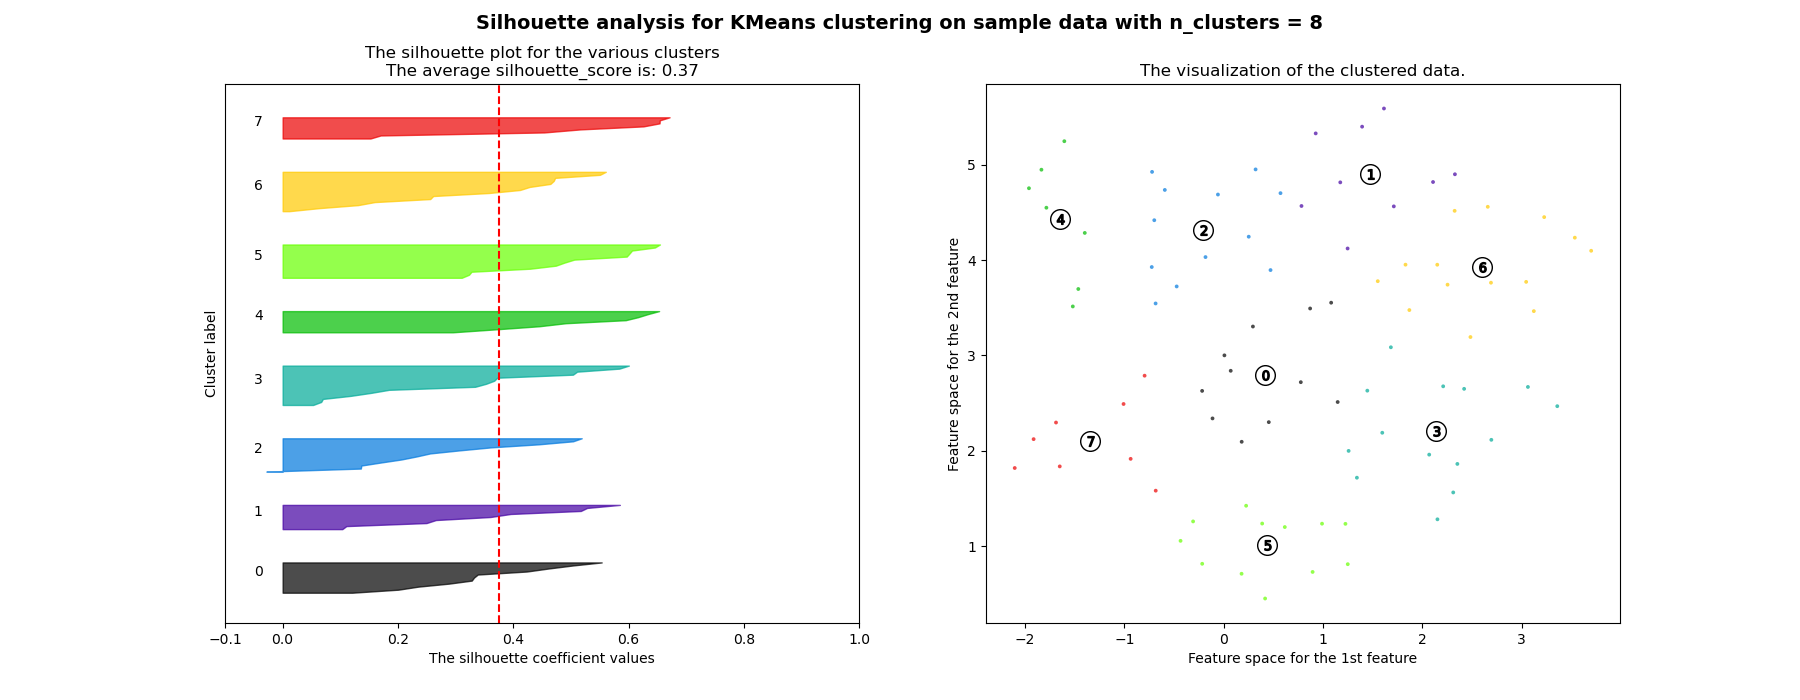 Silhouette analysis for KMeans clustering on sample data with n_clusters = 8
The silhouette plot for the various clusters
The average silhouette_score is: 0.37
Cluster label
7
6
5
4
3
2
1
0
−0.1 0.0 0.2 0.4 0.6 0.8 1.0
The silhouette coefficient values
The visualization of the clustered data.
Feature space for the 2nd feature
5
4
3
2
1
1
4
2
6
0
3
7
5
−2 −1 0 1 2 3
Feature space for the 1st feature